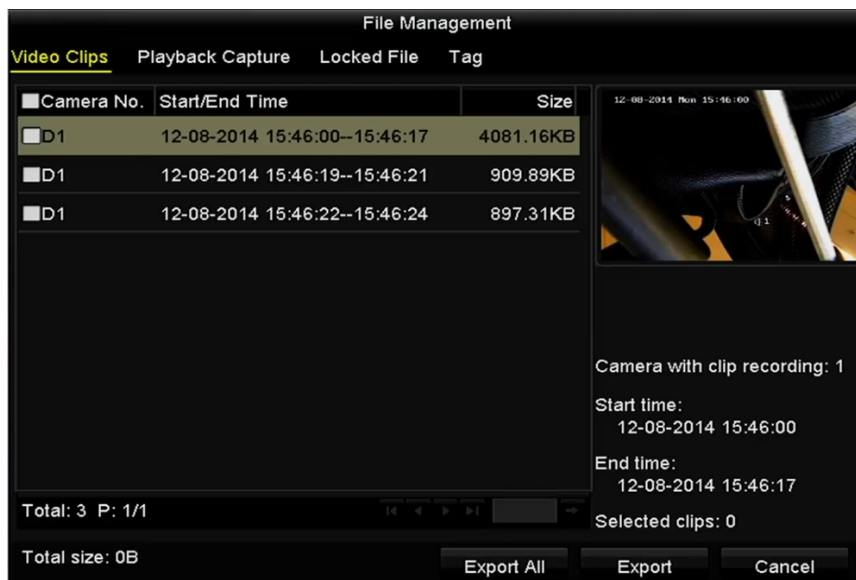 File Management
Video Clips Playback Capture Locked File Tag
Camera No. Start/End Time Size
D1 12-08-2014 15:46:00--15:46:17 4081.16KB
D1 12-08-2014 15:46:19--15:46:21 909.89KB
D1 12-08-2014 15:46:22--15:46:24 897.31KB
12-08-2014 Mon 15:46:00
Camera with clip recording: 1
Start time:
12-08-2014 15:46:00
End time:
12-08-2014 15:46:17
Selected clips: 0
Total: 3 P: 1/1
Total size: 0B
Export All Export Cancel